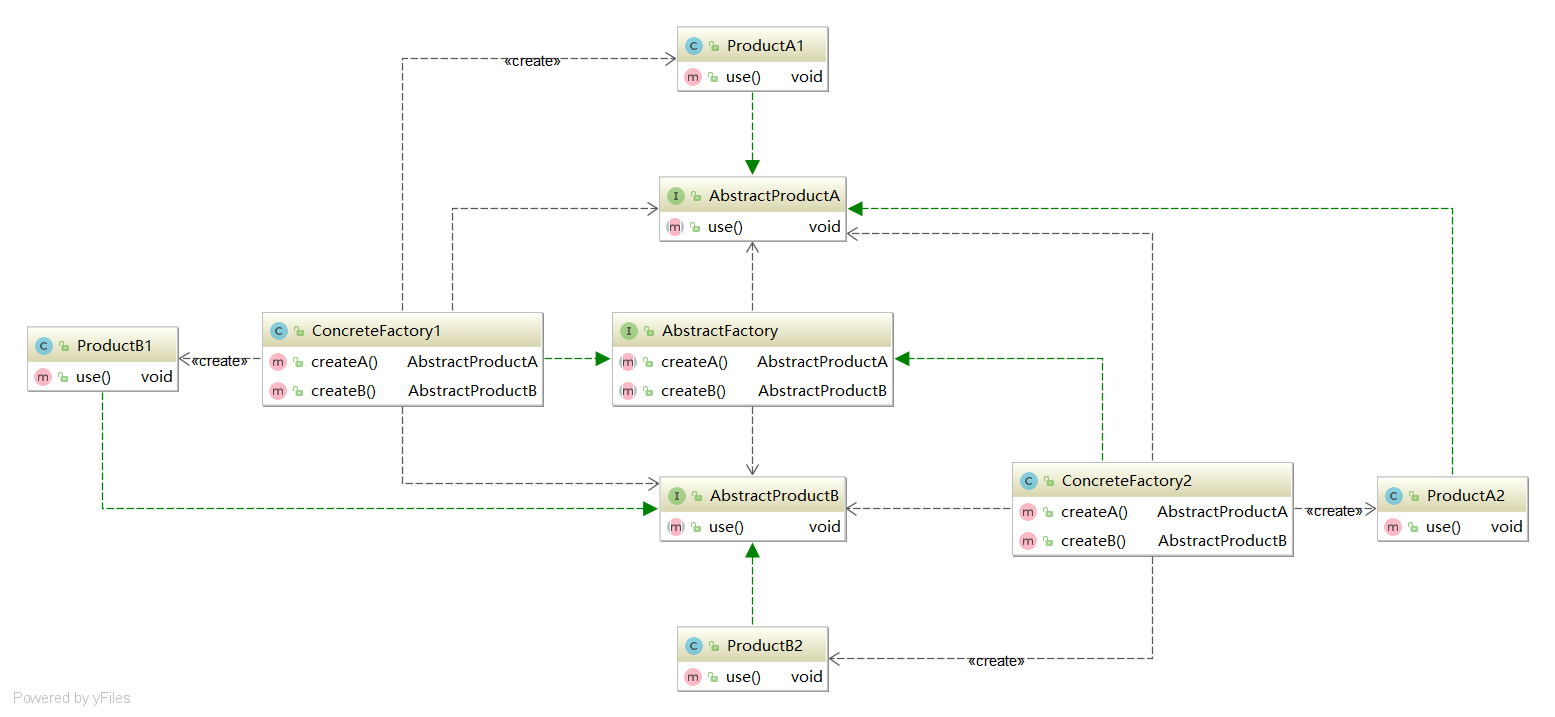 C ProductA1
m use() void
«create»
I AbstractProductA
m use() void
C ProductB1
m use() void
«create»
C ConcreteFactory1
m createA() AbstractProductA
m createB() AbstractProductB
I AbstractFactory
m createA() AbstractProductA
m createB() AbstractProductB
I AbstractProductB
m use() void
C ConcreteFactory2
m createA() AbstractProductA
m createB() AbstractProductB
«create»
C ProductA2
m use() void
C ProductB2
m use() void
«create»
Powered by yFiles